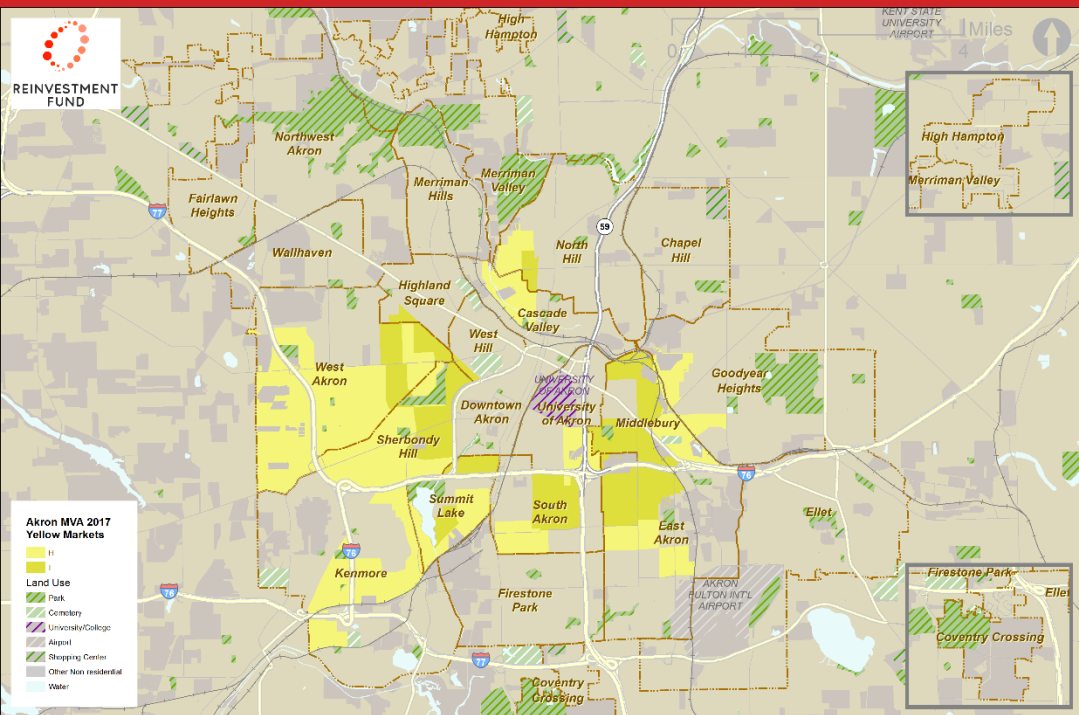 KENT STATE
UNIVERSITY
AIRPORT
High
Hampton
Miles
0
2
4
REINVESTMENT
FUND
High Hampton
Merriman Valley
Northwest
Akron
Merriman
Hills
Merriman
Valley
Fairlawn
Heights
77
59
Wallhaven
North
Hill
Chapel
Hill
Highland
Square
Cascade
Valley
West
Hill
West
Akron
UNIVERSITY
OF AKRON
Goodyear
Heights
Downtown
Akron
University
of Akron
Middlebury
Sherbondy
Hill
76
Summit
Lake
South
Akron
East
Akron
Ellet
76
Kenmore
76
Firestone
Park
AKRON
FULTON INT'L
AIRPORT
77
Coventry
Crossing
Firestone Park
Ellet
Coventry Crossing
Akron MVA 2017
Yellow Markets
H
I
Land Use
Park
Cemetery
University/College
Airport
Shopping Center
Other Non residential
Water